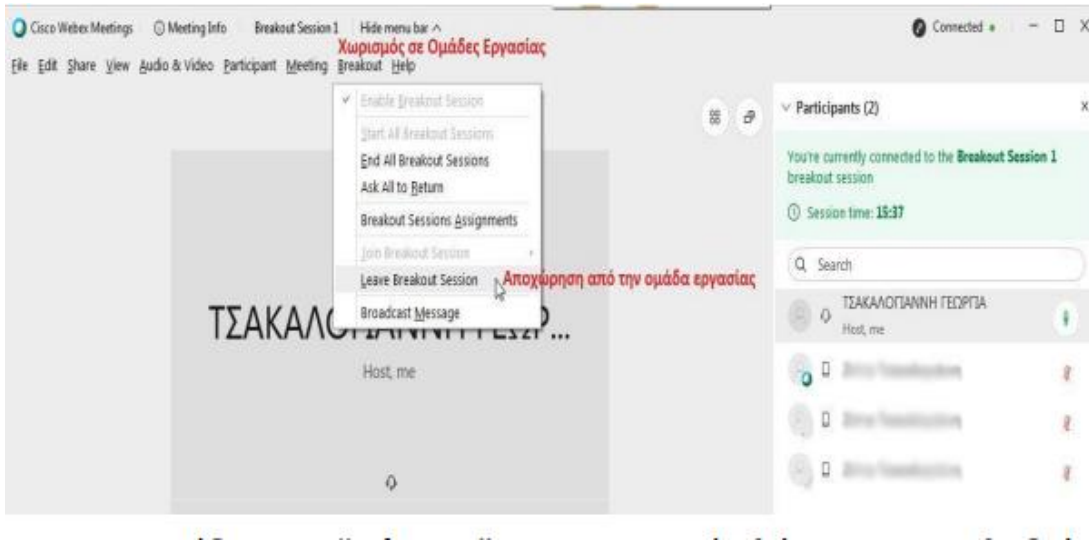 Cisco Webex Meetings Meeting Info Breakout Session 1 Hide menu bar Connected
Χωρισμός σε Ομάδες Εργασίας
File Edit Share View Audio & Video Participant Meeting Breakout Help
Enable Breakout Session
Start All Breakout Sessions
End All Breakout Sessions
Ask All to Return
Breakout Sessions Assignments
Join Breakout Session
Leave Breakout Session
Αποχώρηση από την ομάδα εργασίας
Broadcast Message
Host, me
Participants (2)
You're currently connected to the Breakout Session 1
breakout session
Session time: 15:37
Search
ΤΣΑΚΑΛΟΓΙΑΝΝΗ ΓΕΩΡΓΙΑ
Host, me